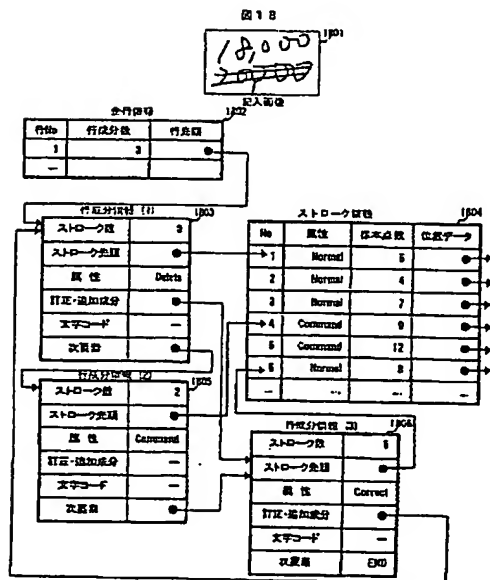 図18
1801
18,000
記入画像
全行情報
1802
行No 行成分数 行先頭
1 3
—
行成分情報 (1)
1803
ストローク数 3
ストローク先頭
属性 Delete
訂正・追加成分
文字コード —
次要素
ストローク情報
1804
No 属性 標本点数 位置データ
1 Normal 5
2 Normal 4
3 Normal 7
4 Command 9
5 Command 12
6 Normal 8
... ... ... ...
行成分情報 (2)
1805
ストローク数 2
ストローク先頭
属性 Command
訂正・追加成分 —
文字コード —
次要素
行成分情報 (3)
1806
ストローク数
ストローク先頭
属性 Correct
訂正・追加成分
文字コード —
次要素 END